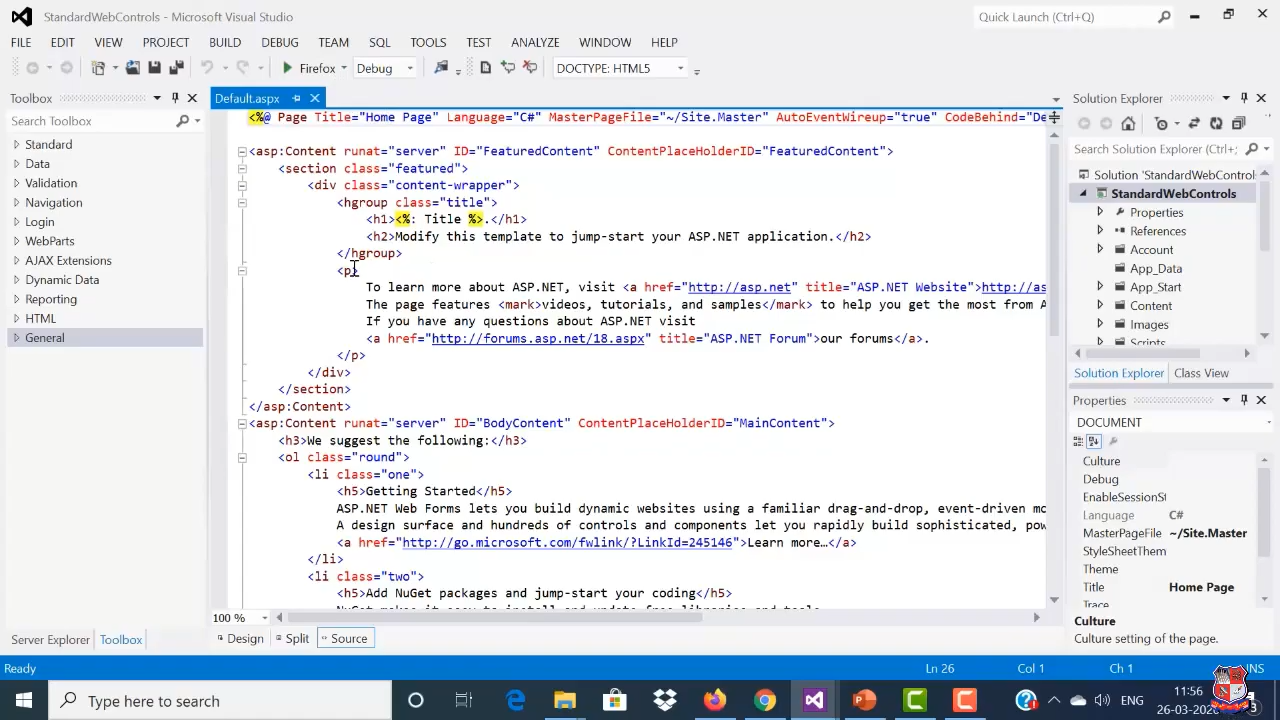 StandardWebControls - Microsoft Visual Studio
Quick Launch (Ctrl+Q)
FILE EDIT VIEW PROJECT BUILD DEBUG TEAM SQL TOOLS TEST ANALYZE WINDOW HELP
Firefox Debug DOCTYPE: HTML5
Toolbox
Search Toolbox
Standard
Data
Validation
Navigation
Login
WebParts
AJAX Extensions
Dynamic Data
Reporting
HTML
General
Server Explorer Toolbox
Default.aspx
<%@ Page Title="Home Page" Language="C#" MasterPageFile="~/Site.Master" AutoEventWireup="true" CodeBehind="De
<asp:Content runat="server" ID="FeaturedContent" ContentPlaceHolderID="FeaturedContent">
<section class="featured">
<div class="content-wrapper">
<hgroup class="title">
<h1><%: Title %>.</h1>
<h2>Modify this template to jump-start your ASP.NET application.</h2>
</hgroup>
<p>
To learn more about ASP.NET, visit <a href="http://asp.net" title="ASP.NET Website">http://as
The page features <mark>videos, tutorials, and samples</mark> to help you get the most from A
If you have any questions about ASP.NET visit
<a href="http://forums.asp.net/18.aspx" title="ASP.NET Forum">our forums</a>.
</p>
</div>
</section>
</asp:Content>
<asp:Content runat="server" ID="BodyContent" ContentPlaceHolderID="MainContent">
<h3>We suggest the following:</h3>
<ol class="round">
<li class="one">
<h5>Getting Started</h5>
ASP.NET Web Forms lets you build dynamic websites using a familiar drag-and-drop, event-driven mo
A design surface and hundreds of controls and components let you rapidly build sophisticated, pow
<a href="http://go.microsoft.com/fwlink/?LinkId=245146">Learn more…</a>
</li>
<li class="two">
<h5>Add NuGet packages and jump-start your coding</h5>
NuGet makes it easy to install and update free libraries and tools
100 %
Design Split Source
Solution Explorer
Search Solution Explorer (Ctrl+;
Solution 'StandardWebControl
StandardWebControls
Properties
References
Account
App_Data
App_Start
Content
Images
Scripts
Solution Explorer Class View
Properties
DOCUMENT
Culture
Debug
EnableSessionSt
Language C#
MasterPageFile ~/Site.Master
StyleSheetThem
Theme
Title Home Page
Trace
Culture
Culture setting of the page.
Ready Ln 26 Col 1 Ch 1 INS
Type here to search
ENG
11:56
26-03-202
3